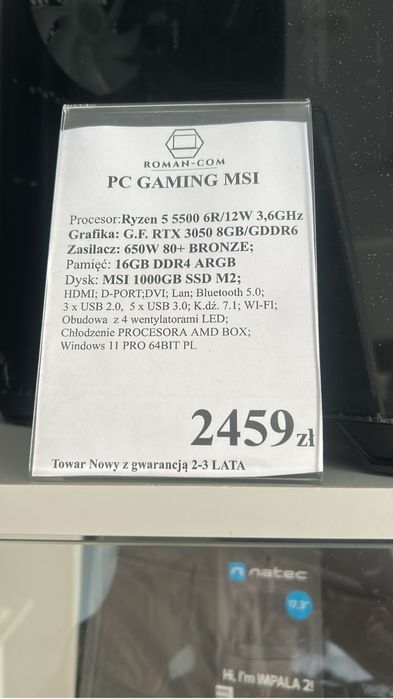 ROMAN-COM
PC GAMING MSI
Procesor:Ryzen 5 5500 6R/12W 3,6GHz
Grafika: G.F. RTX 3050 8GB/GDDR6
Zasilacz: 650W 80+ BRONZE;
Pamięć: 16GB DDR4 ARGB
Dysk: MSI 1000GB SSD M2;
HDMI; D-PORT;DVI; Lan; Bluetooth 5.0;
3 x USB 2.0, 5 x USB 3.0; K.dź. 7.1; WI-FI;
Obudowa z 4 wentylatorami LED;
Chłodzenie PROCESORA AMD BOX;
Windows 11 PRO 64BIT PL
2459zł
Towar Nowy z gwarancją 2-3 LATA
natec
17.3"
Hi, I'm IMPALA 2!